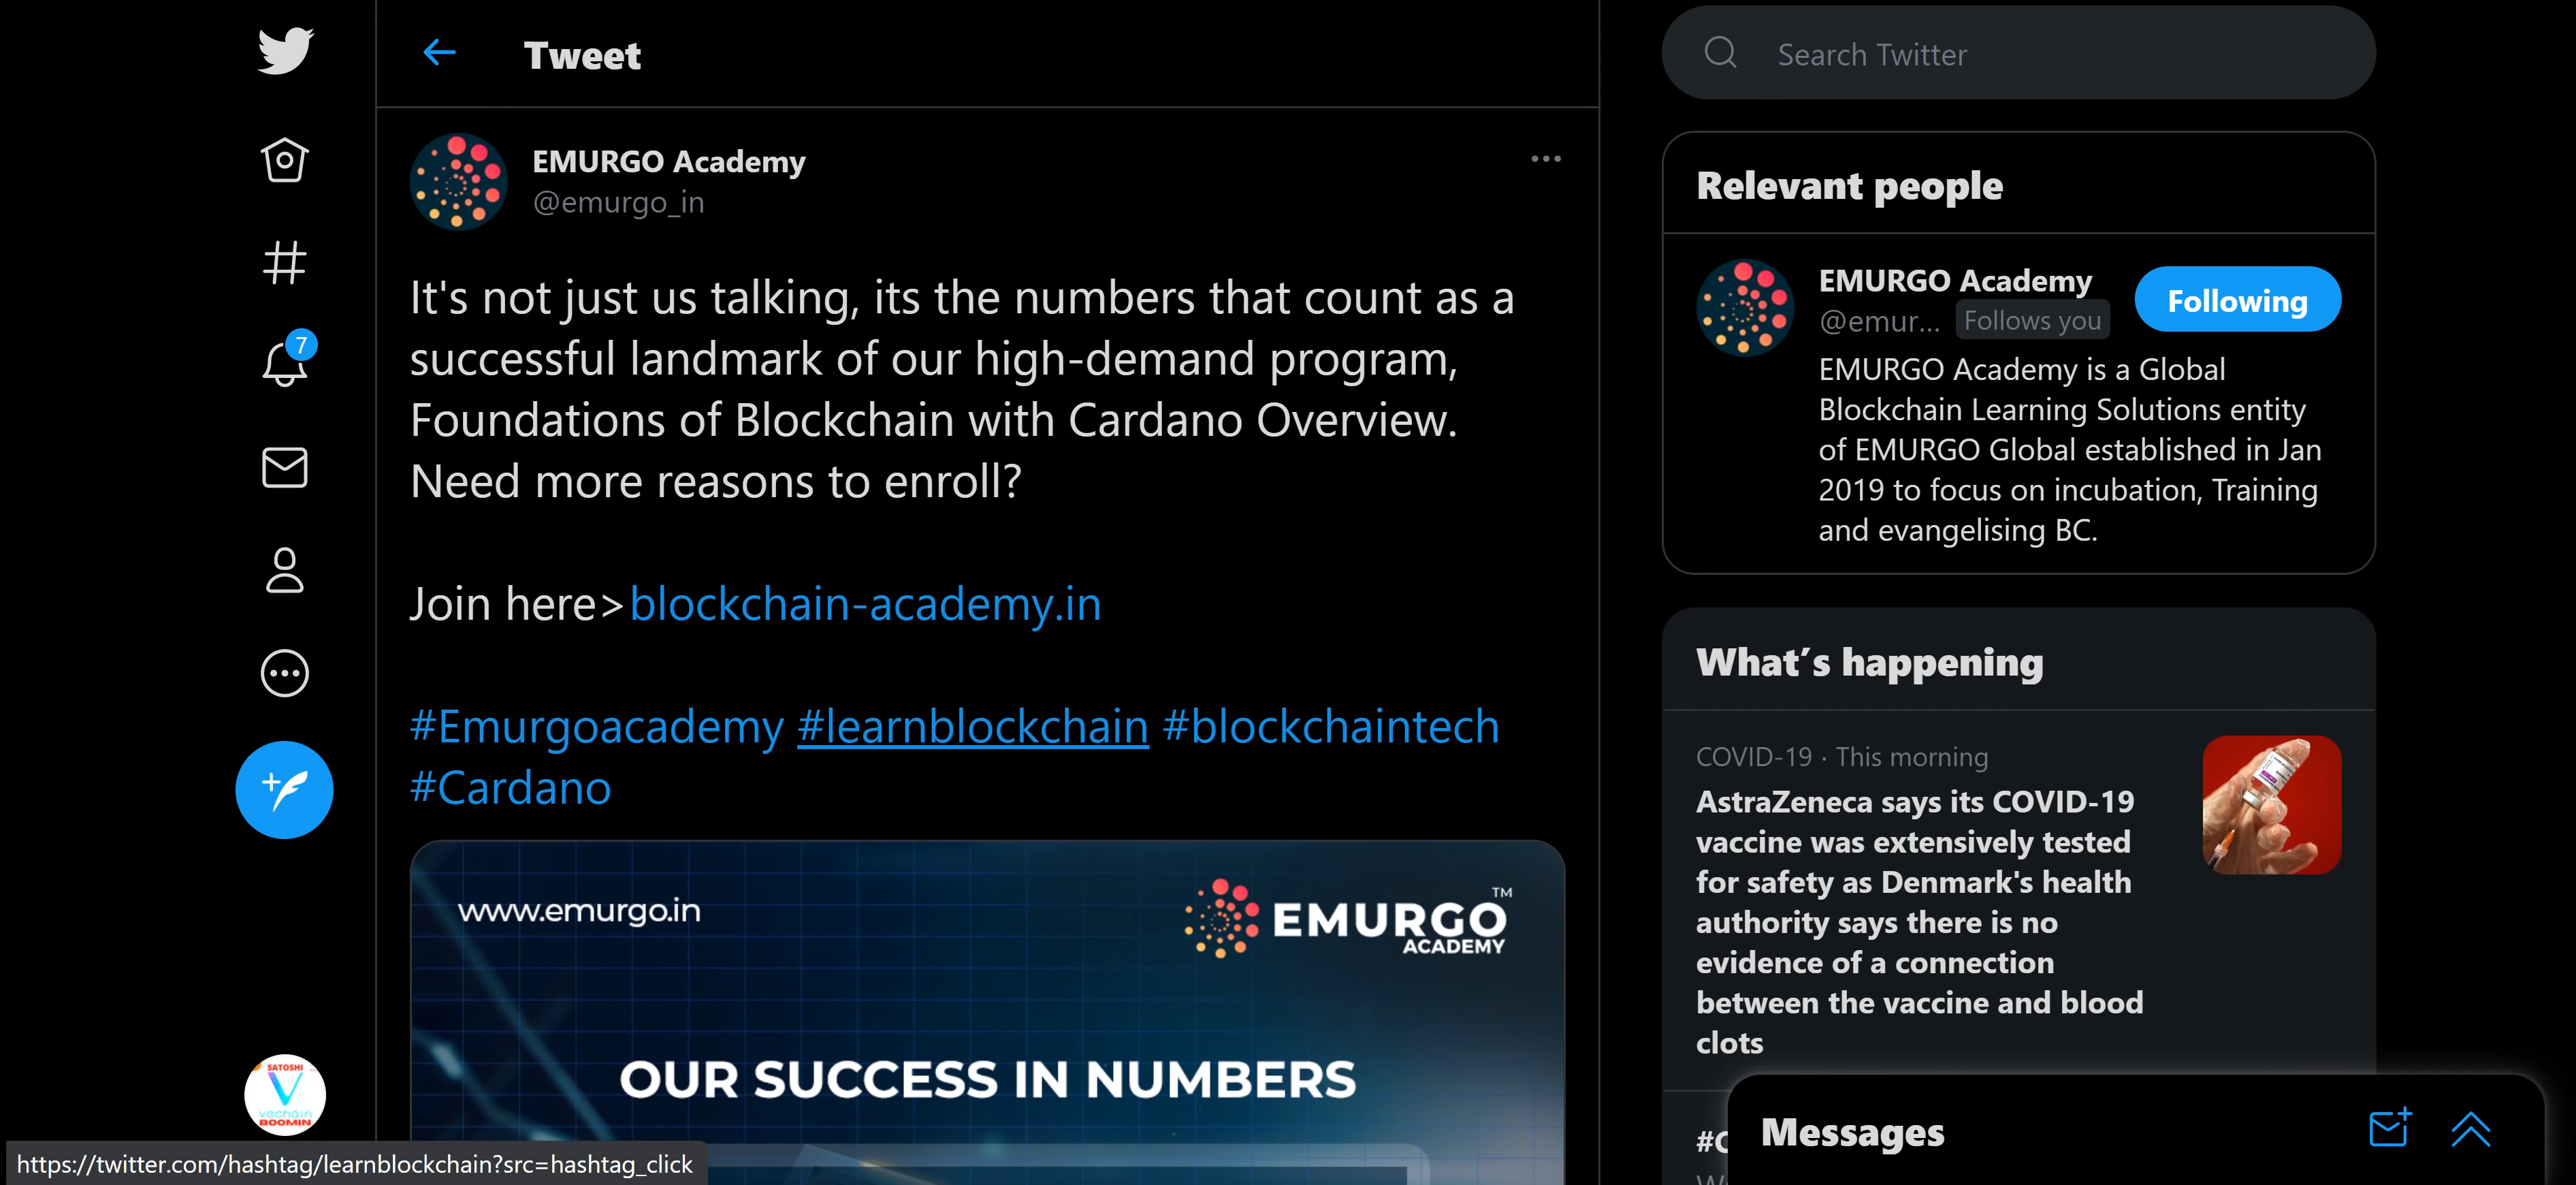 Tweet
EMURGO Academy
@emurgo_in
It's not just us talking, its the numbers that count as a
successful landmark of our high-demand program,
Foundations of Blockchain with Cardano Overview.
Need more reasons to enroll?
Join here>blockchain-academy.in
#Emurgoacademy #learnblockchain #blockchaintech
#Cardano
www.emurgo.in
EMURGO™
ACADEMY
OUR SUCCESS IN NUMBERS
7
SATOSHI
vechain
BOOMIN
https://twitter.com/hashtag/learnblockchain?src=hashtag_click
Search Twitter
Relevant people
EMURGO Academy
@emur... Follows you
Following
EMURGO Academy is a Global
Blockchain Learning Solutions entity
of EMURGO Global established in Jan
2019 to focus on incubation, Training
and evangelising BC.
What's happening
COVID-19 · This morning
AstraZeneca says its COVID-19
vaccine was extensively tested
for safety as Denmark's health
authority says there is no
evidence of a connection
between the vaccine and blood
clots
Messages